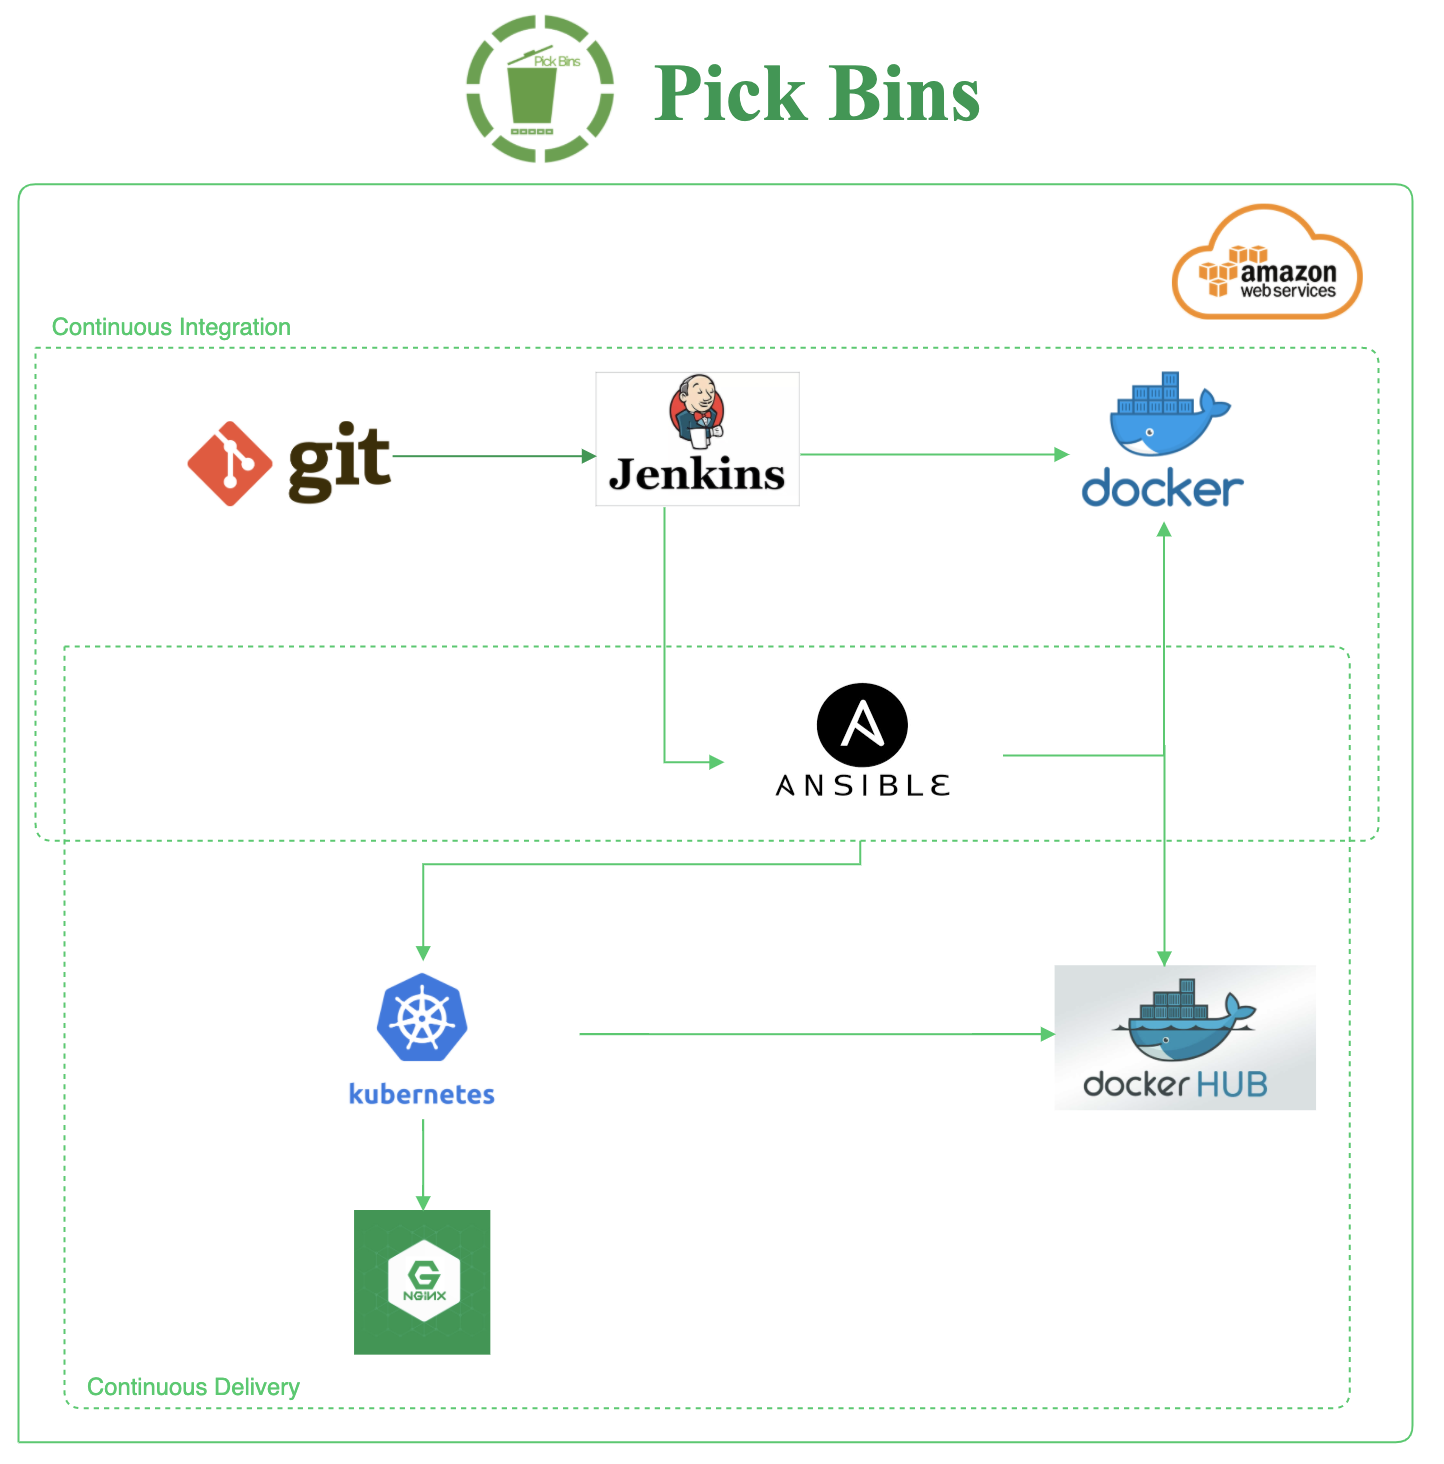 Pick Bins
Pick Bins
amazon
web services
Continuous Integration
git
Jenkins
docker
ANSIBLE
kubernetes
docker HUB
NGINX
Continuous Delivery